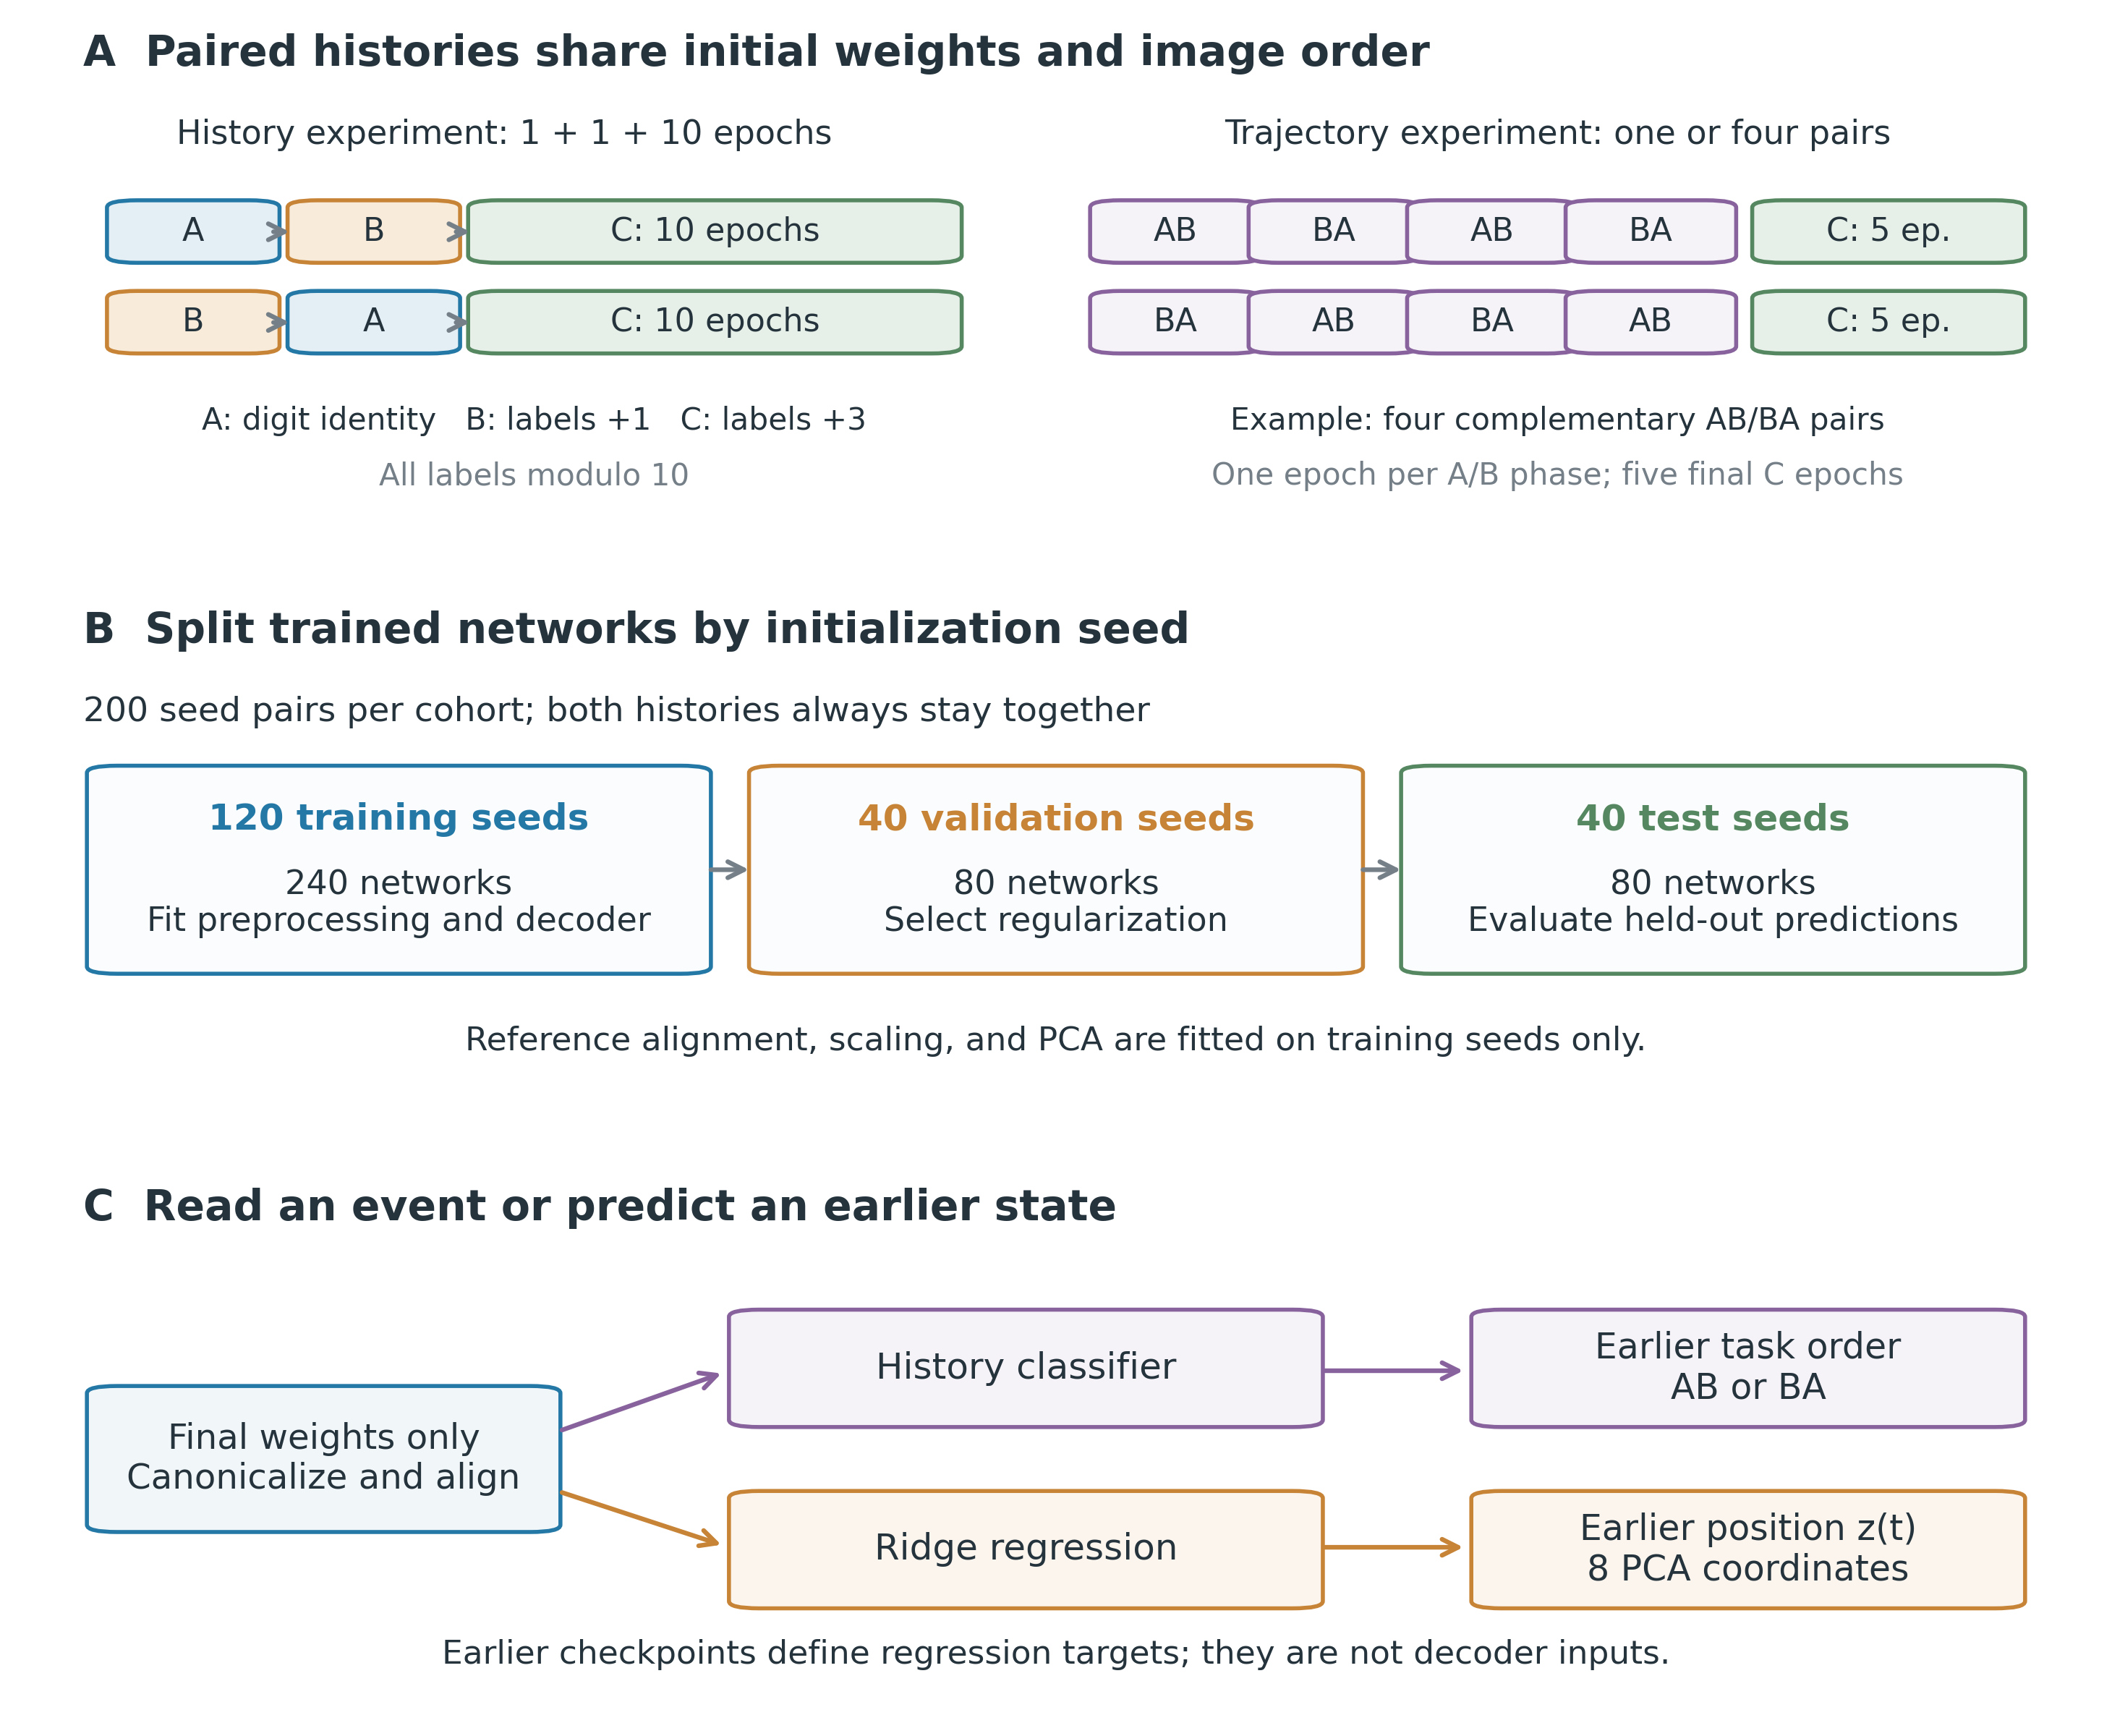 A Paired histories share initial weights and image order
History experiment: 1 + 1 + 10 epochs
A
B
C: 10 epochs
B
A
C: 10 epochs
A: digit identity B: labels +1 C: labels +3
All labels modulo 10
Trajectory experiment: one or four pairs
AB
BA
AB
BA
C: 5 ep.
BA
AB
BA
AB
C: 5 ep.
Example: four complementary AB/BA pairs
One epoch per A/B phase; five final C epochs
B Split trained networks by initialization seed
200 seed pairs per cohort; both histories always stay together
120 training seeds
240 networks
Fit preprocessing and decoder
40 validation seeds
80 networks
Select regularization
40 test seeds
80 networks
Evaluate held-out predictions
Reference alignment, scaling, and PCA are fitted on training seeds only.
C Read an event or predict an earlier state
Final weights only
Canonicalize and align
History classifier
Earlier task order
AB or BA
Ridge regression
Earlier position z(t)
8 PCA coordinates
Earlier checkpoints define regression targets; they are not decoder inputs.